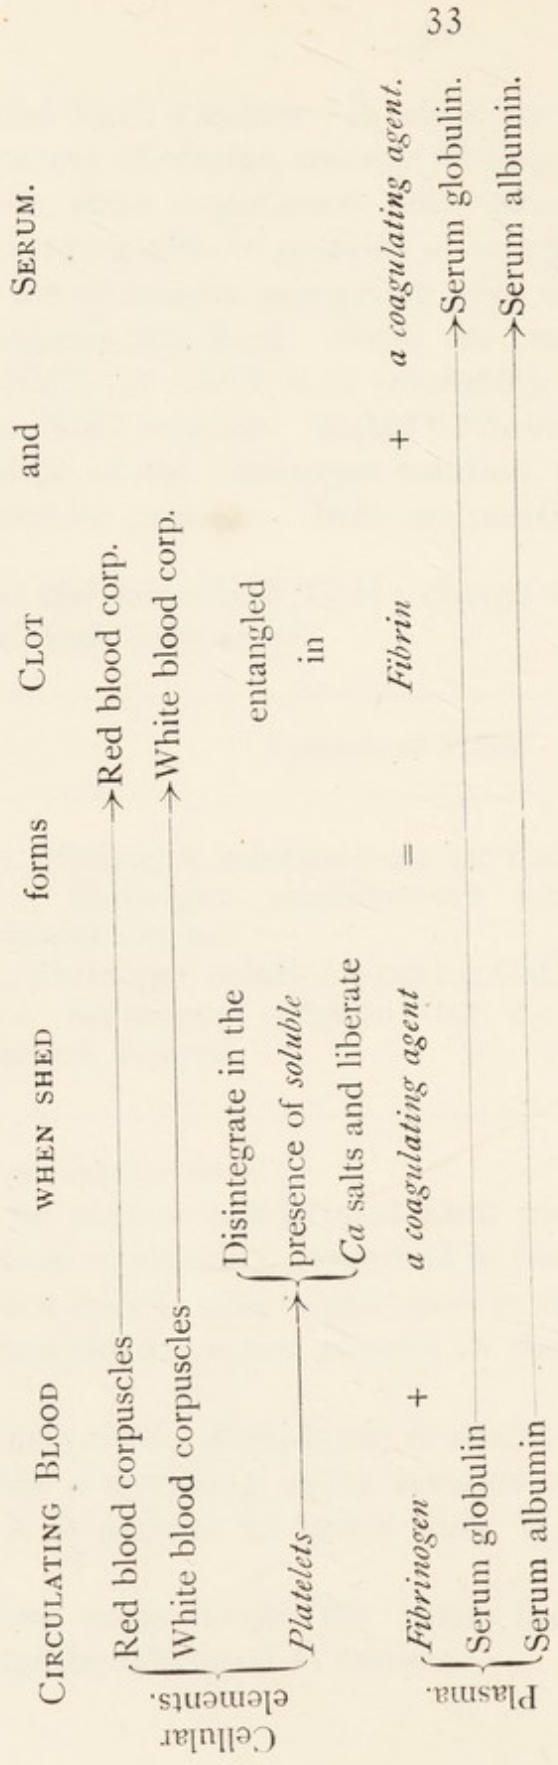 33
CIRCULATING BLOOD WHEN SHED forms CLOT and SERUM.
Cellular elements.
Red blood corpuscles Red blood corp.
White blood corpuscles White blood corp.
Platelets
Disintegrate in the
presence of soluble
Ca salts and liberate
entangled
in
Plasma.
Fibrinogen + a coagulating agent = Fibrin + a coagulating agent.
Serum globulin Serum globulin.
Serum albumin Serum albumin.